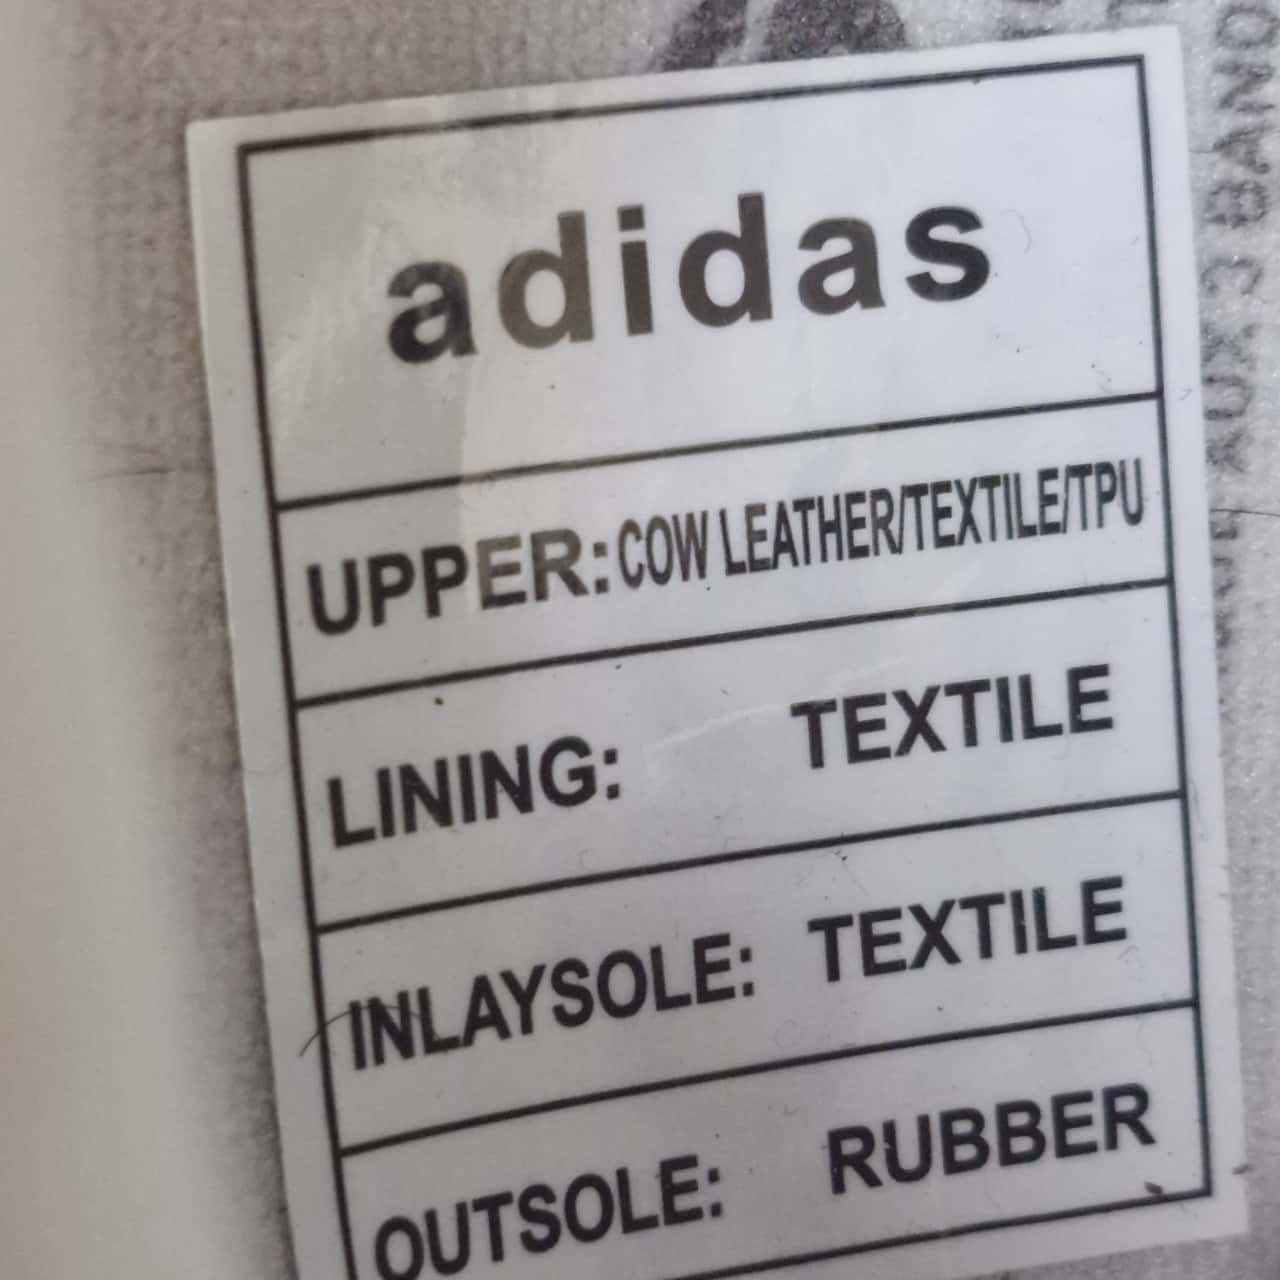 adidas
UPPER: COW LEATHER/TEXTILE/TPU
LINING: TEXTILE
INLAYSOLE: TEXTILE
OUTSOLE: RUBBER